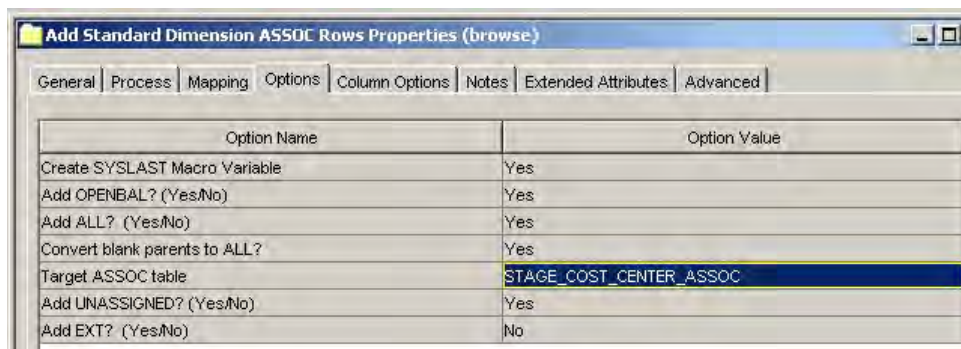 Add Standard Dimension ASSOC Rows Properties (browse)
General Process Mapping Options Column Options Notes Extended Attributes Advanced
Option Name Option Value
Create SYSLAST Macro Variable Yes
Add OPENBAL? (Yes/No) Yes
Add ALL? (Yes/No) Yes
Convert blank parents to ALL? Yes
Target ASSOC table STAGE_COST_CENTER_ASSOC
Add UNASSIGNED? (Yes/No) Yes
Add EXT? (Yes/No) No